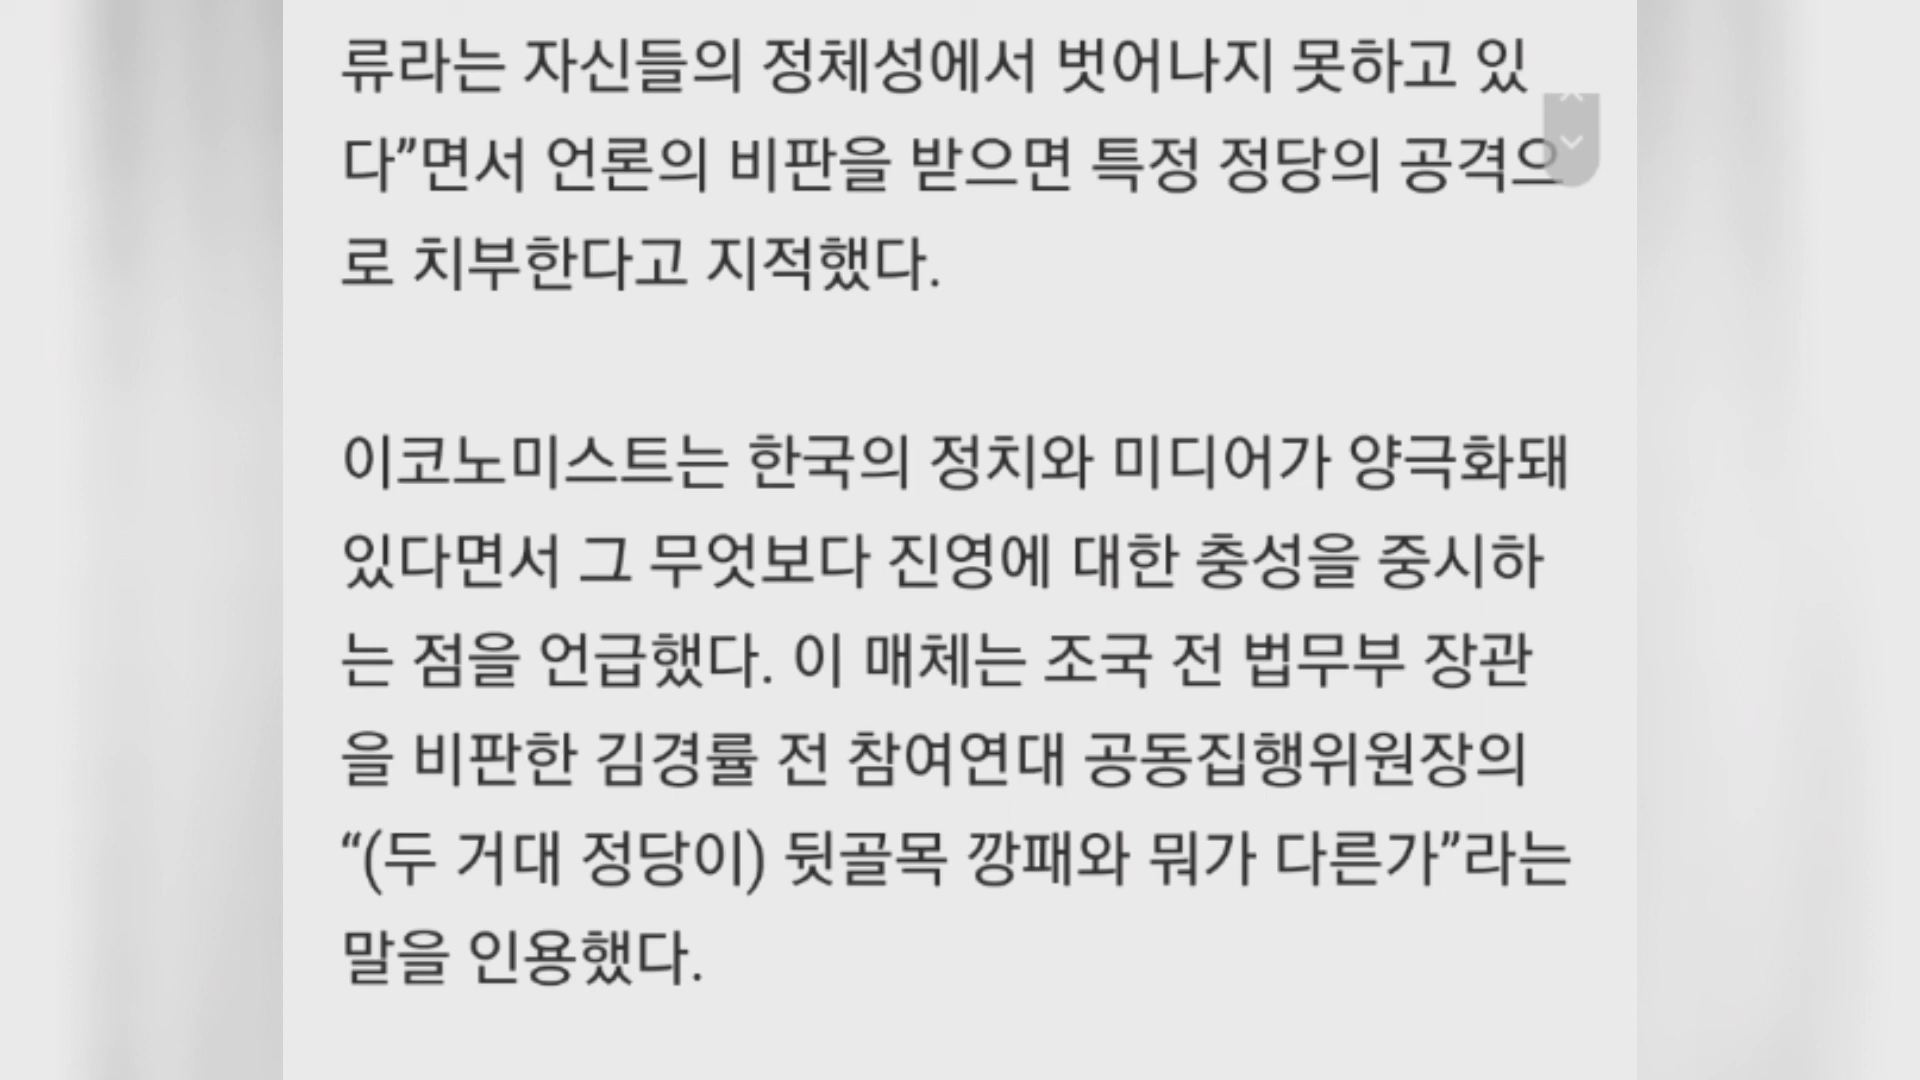 류라는 자신들의 정체성에서 벗어나지 못하고 있
다”면서 언론의 비판을 받으면 특정 정당의 공격으
로 치부한다고 지적했다.
이코노미스트는 한국의 정치와 미디어가 양극화돼
있다면서 그 무엇보다 진영에 대한 충성을 중시하
는 점을 언급했다. 이 매체는 조국 전 법무부 장관
을 비판한 김경률 전 참여연대 공동집행위원장의
“(두 거대 정당이) 뒷골목 깡패와 뭐가 다른가”라는
말을 인용했다.